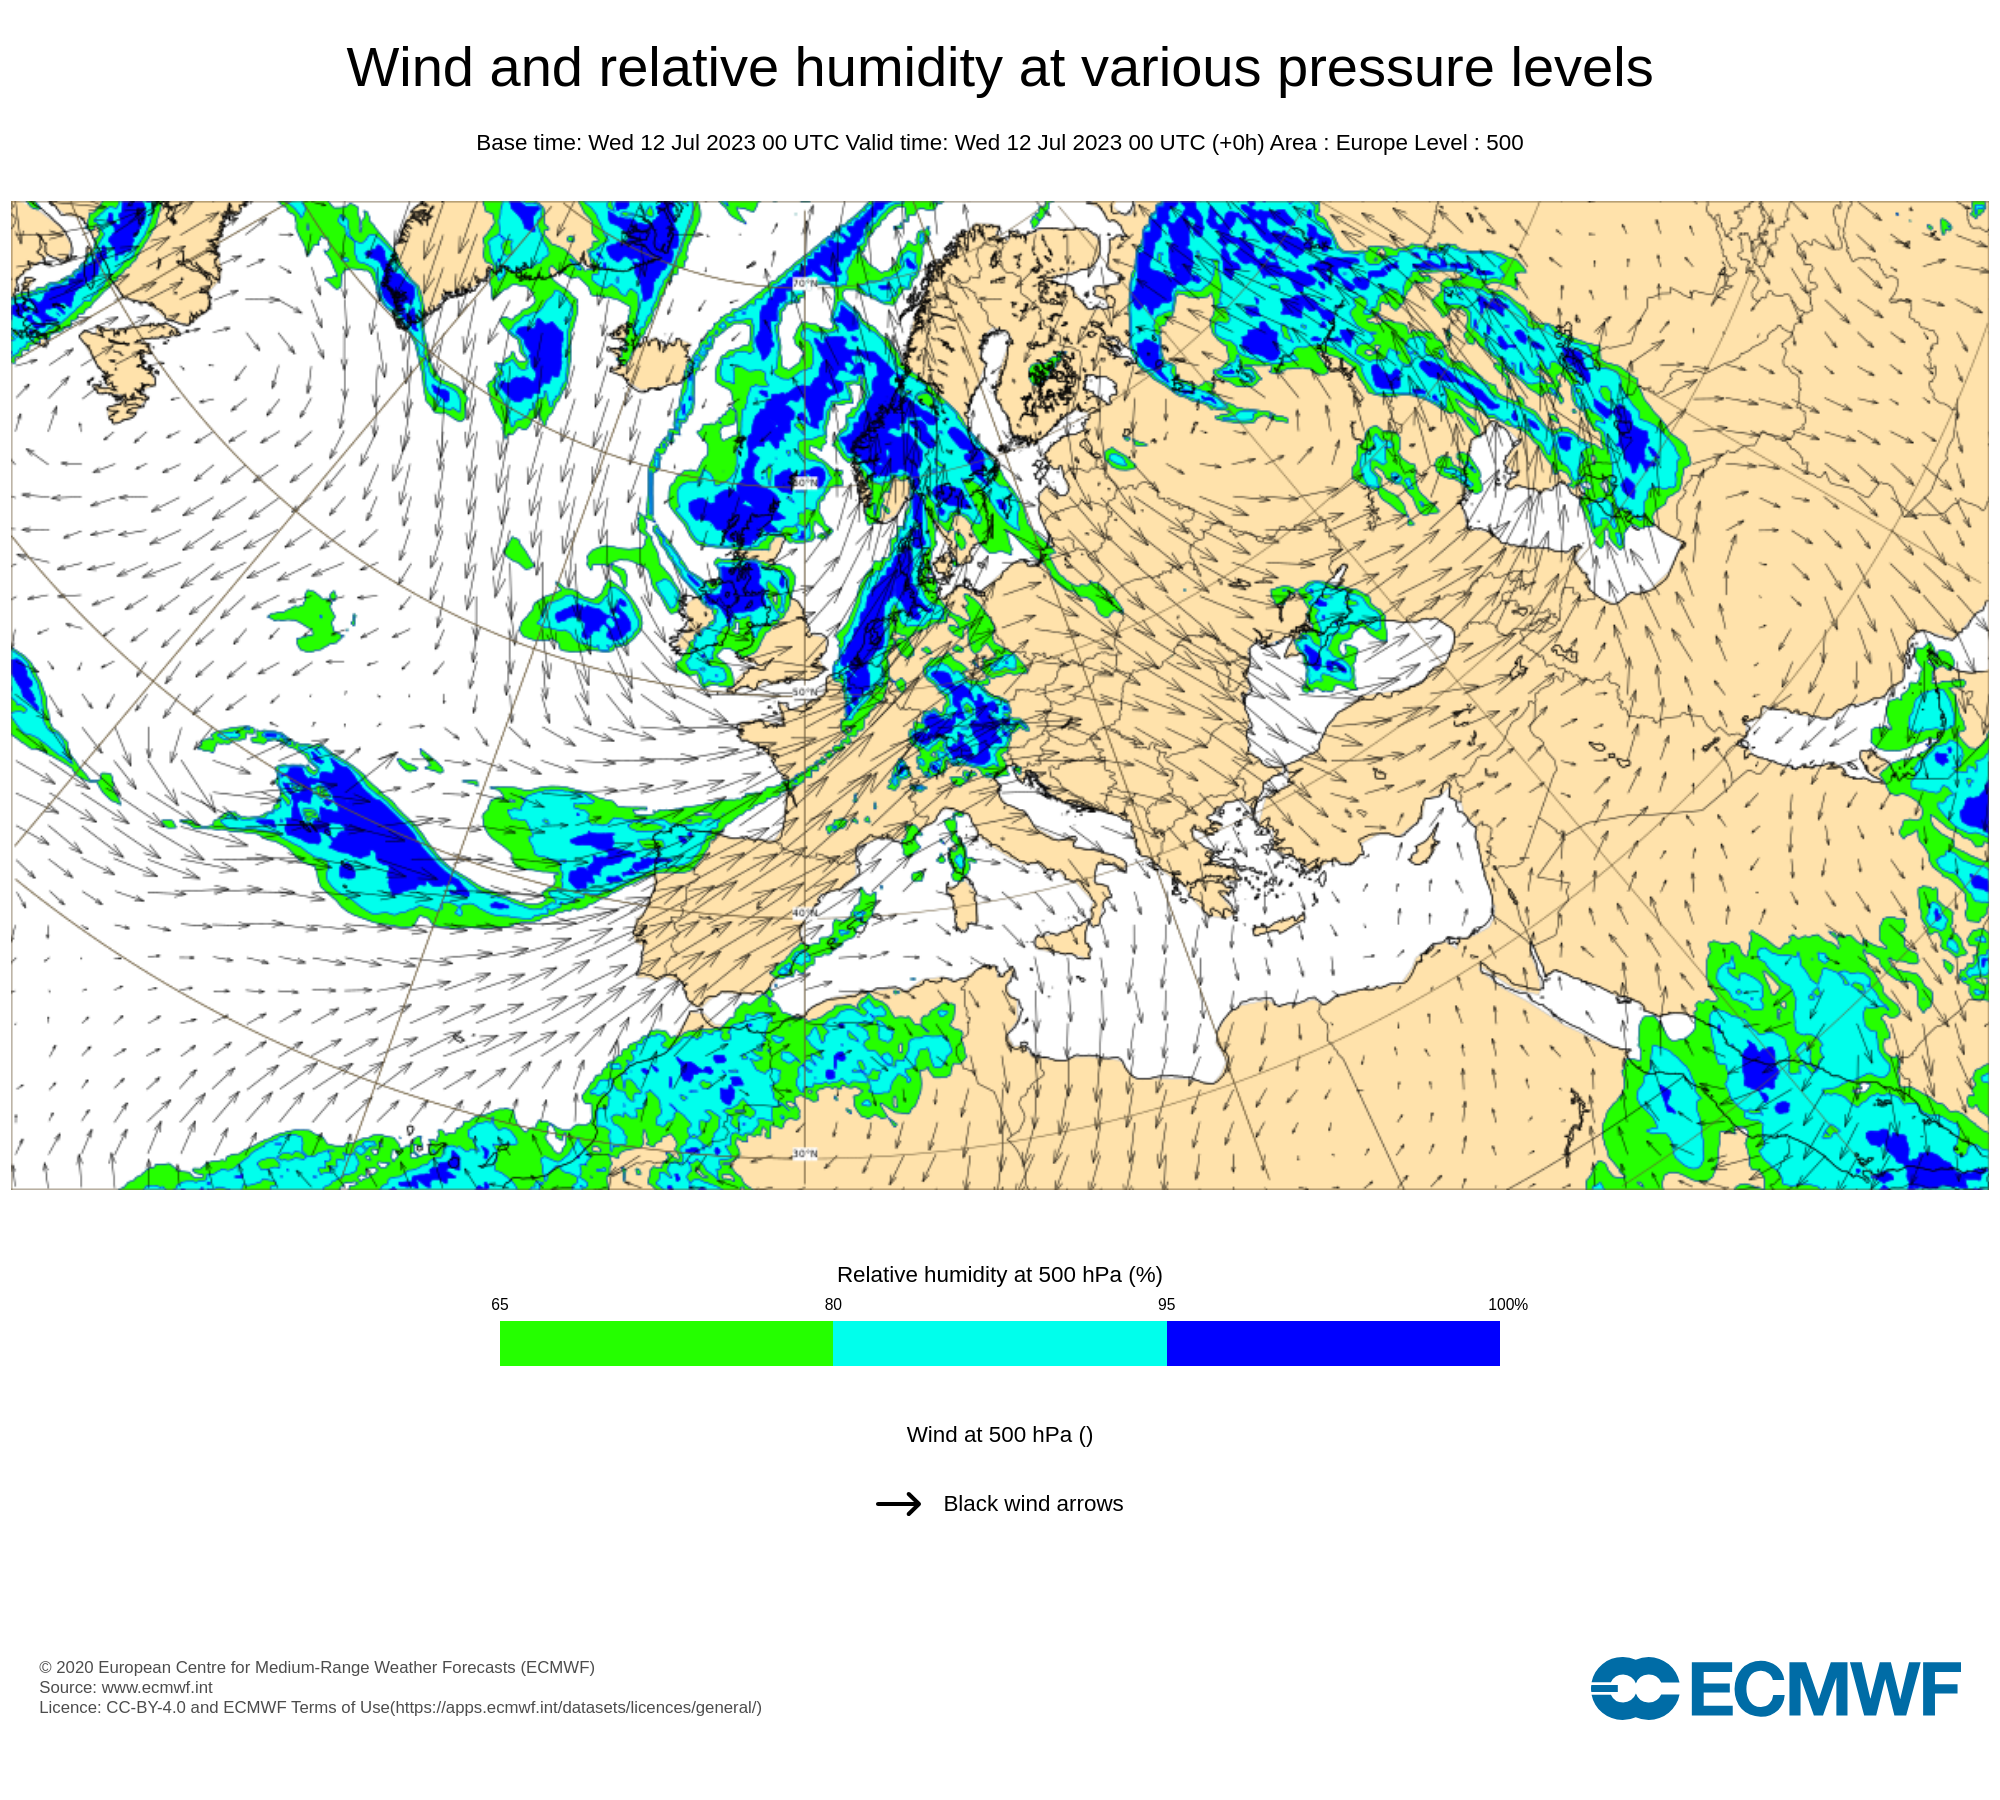 Wind and relative humidity at various pressure levels
Base time: Wed 12 Jul 2023 00 UTC Valid time: Wed 12 Jul 2023 00 UTC (+0h) Area : Europe Level : 500
70°N
60°N
50°N
40°N
30°N
Relative humidity at 500 hPa (%)
65 80 95 100%
Wind at 500 hPa ()
Black wind arrows
© 2020 European Centre for Medium-Range Weather Forecasts (ECMWF)
Source: www.ecmwf.int
Licence: CC-BY-4.0 and ECMWF Terms of Use(https://apps.ecmwf.int/datasets/licences/general/)
ECMWF